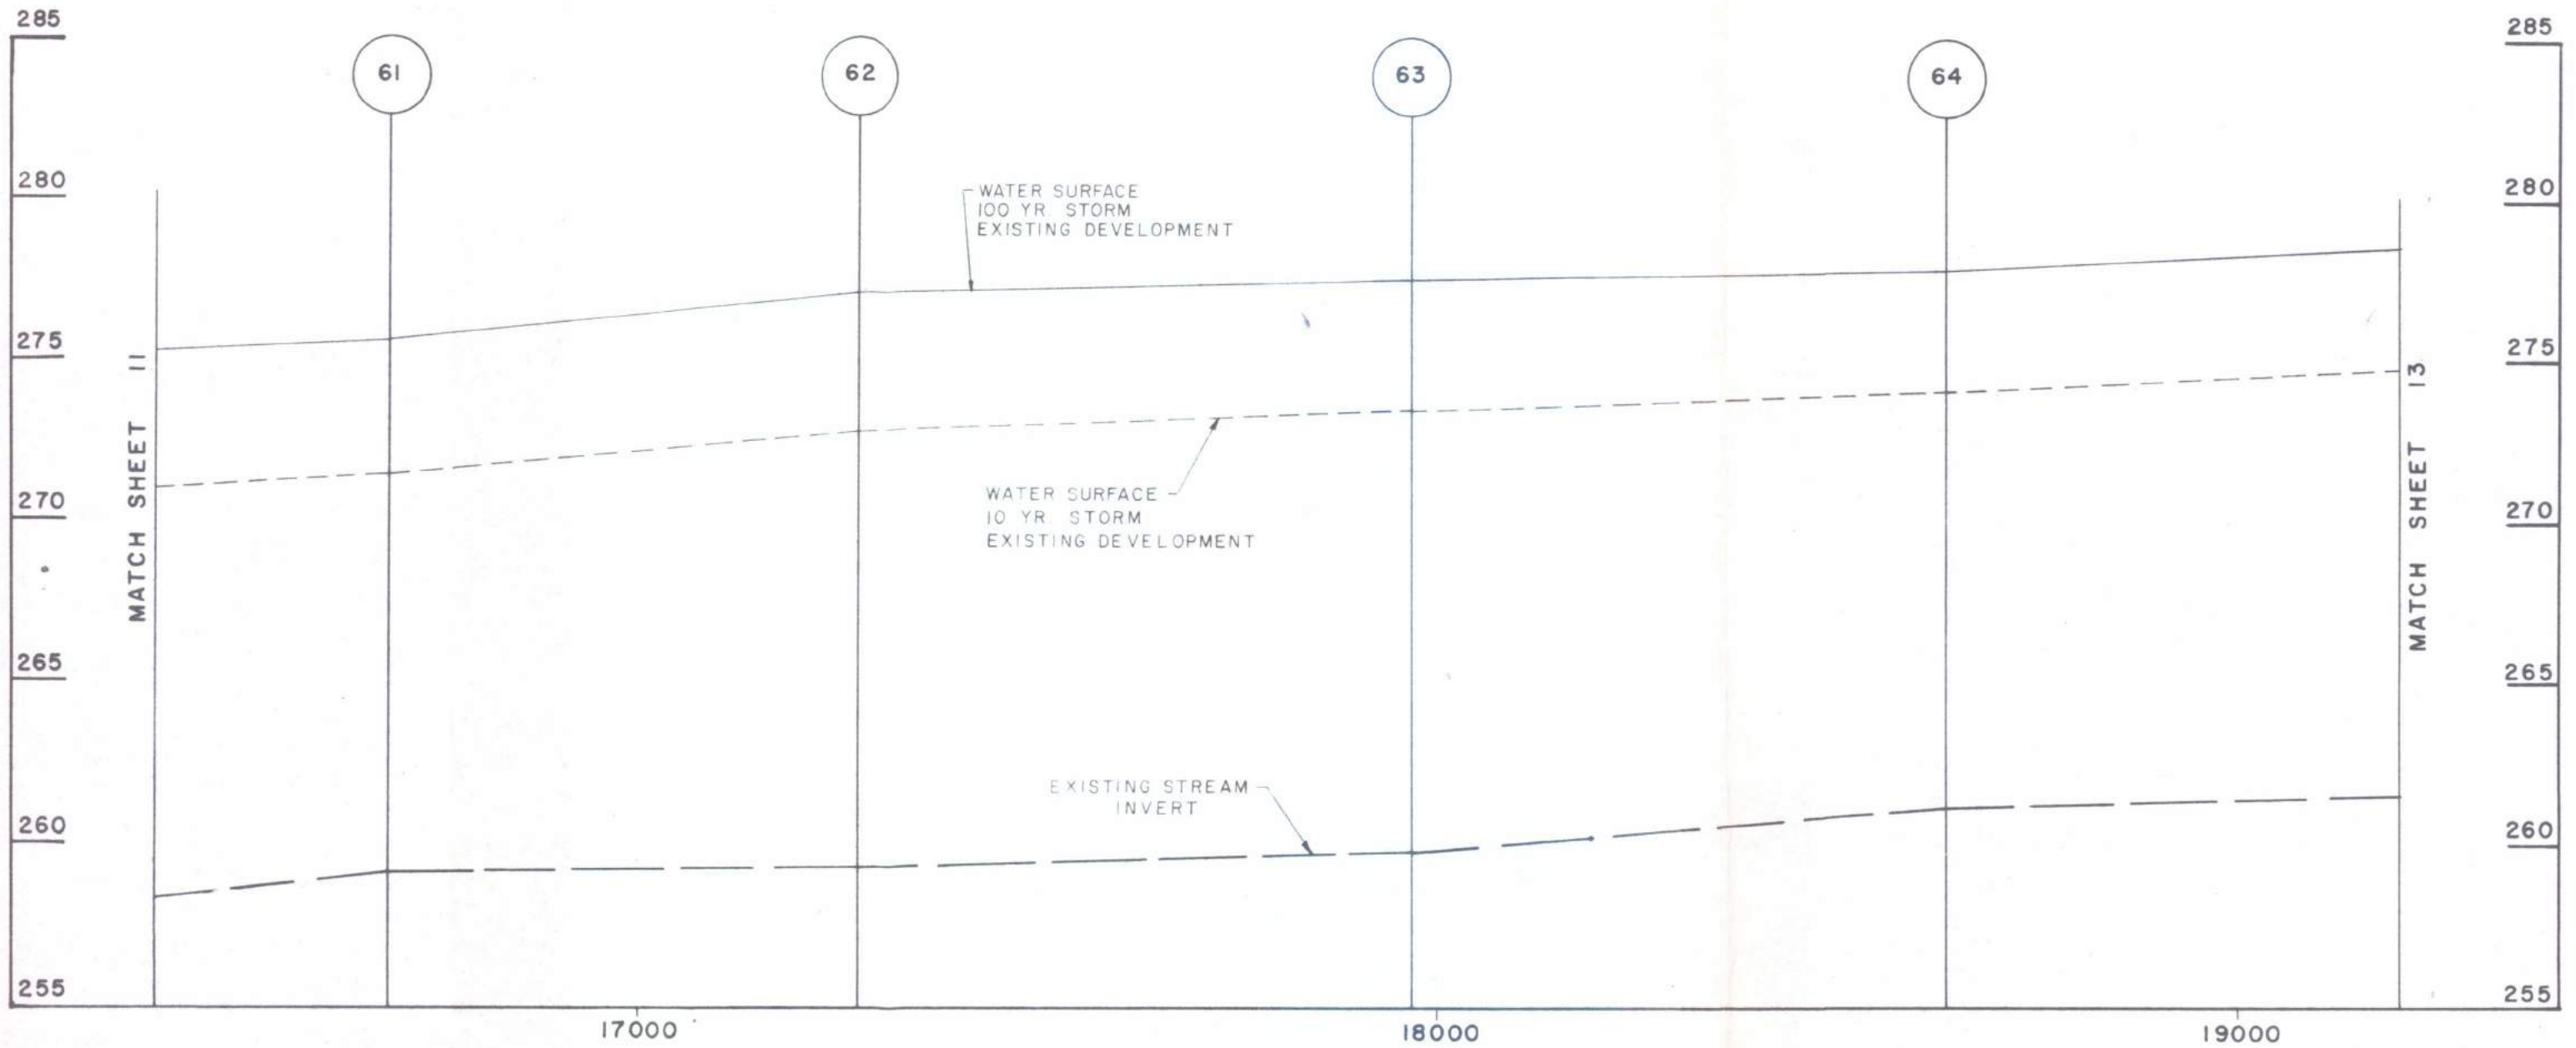 285
285
61
62
63
64
280
280
WATER SURFACE
100 YR. STORM
EXISTING DEVELOPMENT
275
275
MATCH SHEET 11
MATCH SHEET 13
270
270
WATER SURFACE
10 YR. STORM
EXISTING DEVELOPMENT
265
265
EXISTING STREAM
INVERT
260
260
255
255
17000
18000
19000